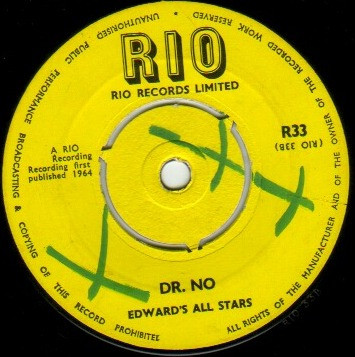 RIO
RIO RECORDS LIMITED
A RIO
Recording
Recording first
published 1964
R33
(RIO 33B)
DR. NO
EDWARD'S ALL STARS
ALL RIGHTS OF THE MANUFACTURER AND OF THE OWNER OF THE RECORDED WORK RESERVED
UNAUTHORISED PUBLIC PERFORMANCE BROADCASTING & COPYING OF THIS RECORD PROHIBITED